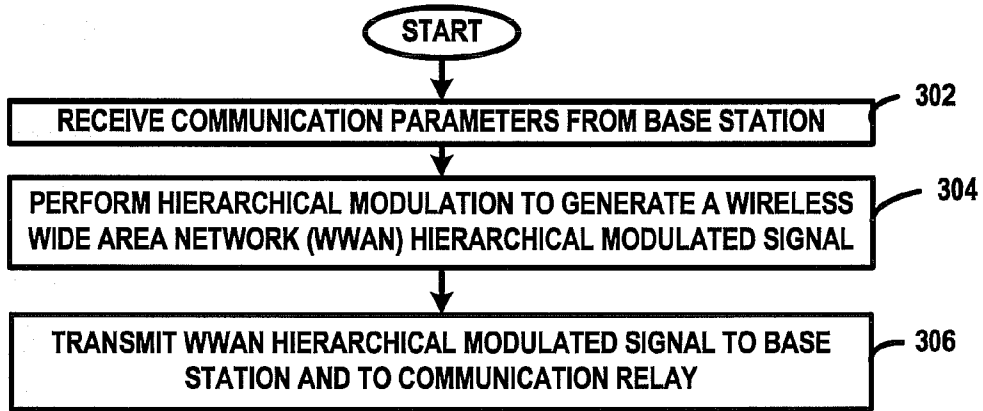 START
RECEIVE COMMUNICATION PARAMETERS FROM BASE STATION
302
PERFORM HIERARCHICAL MODULATION TO GENERATE A WIRELESS
WIDE AREA NETWORK (WWAN) HIERARCHICAL MODULATED SIGNAL
304
TRANSMIT WWAN HIERARCHICAL MODULATED SIGNAL TO BASE
STATION AND TO COMMUNICATION RELAY
306